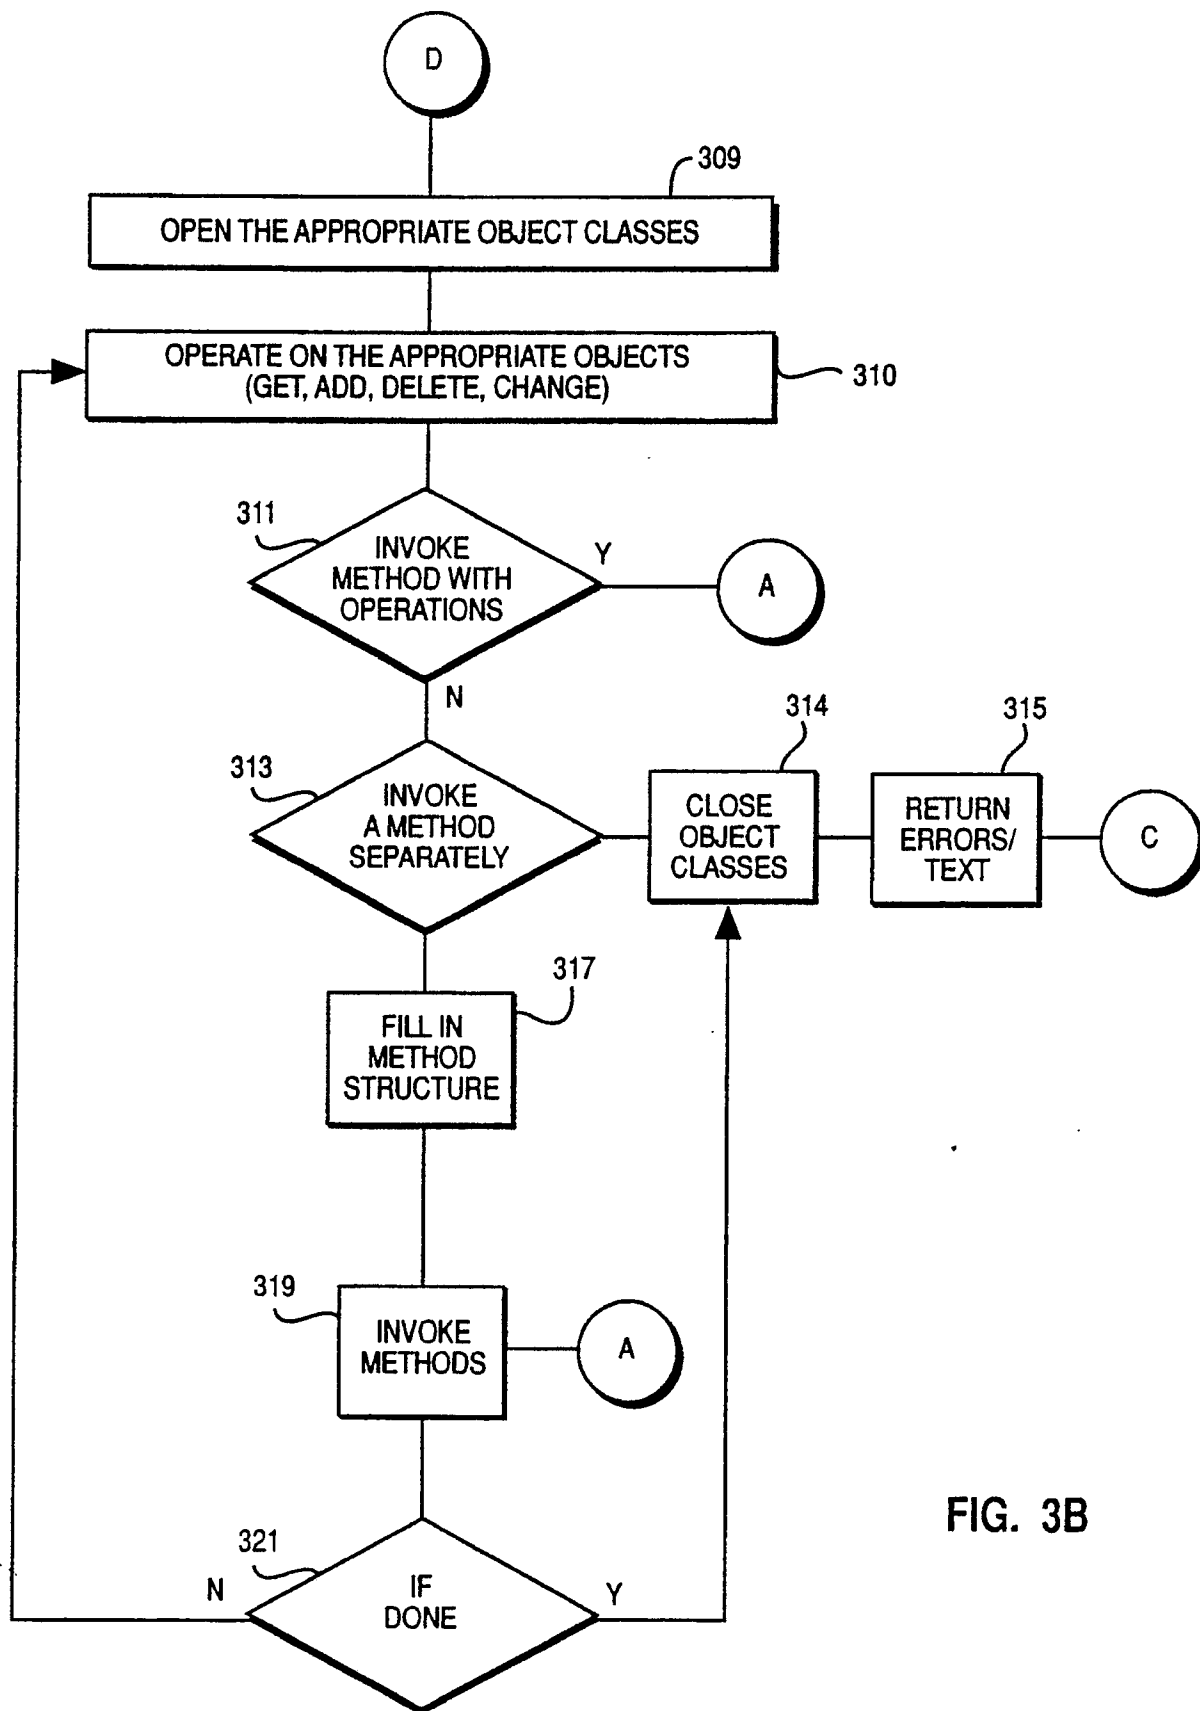 D
309
OPEN THE APPROPRIATE OBJECT CLASSES
OPERATE ON THE APPROPRIATE OBJECTS
(GET, ADD, DELETE, CHANGE)
310
311
INVOKE
METHOD WITH
OPERATIONS
Y
A
N
313
INVOKE
A METHOD
SEPARATELY
314
CLOSE
OBJECT
CLASSES
315
RETURN
ERRORS/
TEXT
C
317
FILL IN
METHOD
STRUCTURE
319
INVOKE
METHODS
A
321
N
IF
DONE
Y
FIG. 3B